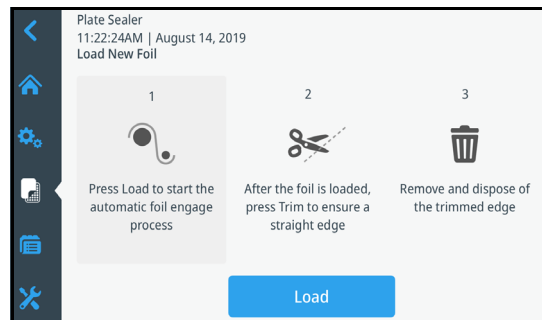 Plate Sealer
11:22:24AM | August 14, 2019
Load New Foil
1
Press Load to start the
automatic foil engage
process
2
After the foil is loaded,
press Trim to ensure a
straight edge
3
Remove and dispose of
the trimmed edge
Load